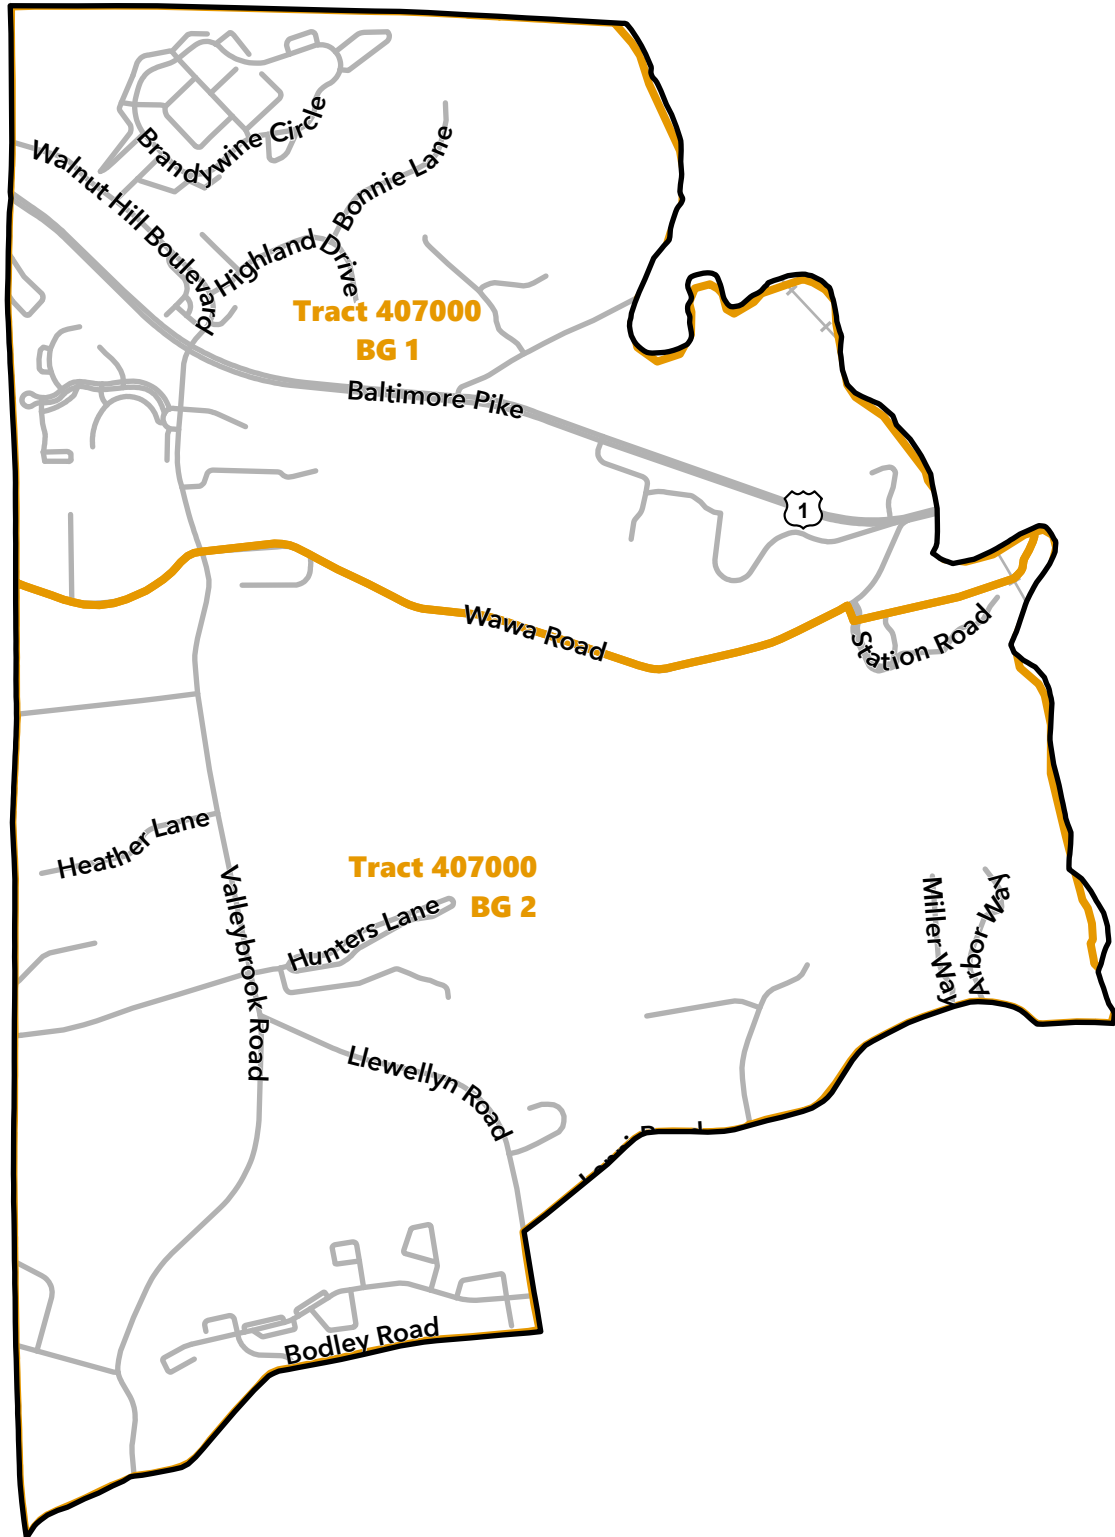 Brandywine Circle
Walnut Hill Boulevard
Bonnie Lane
Highland Drive
Tract 407000
BG 1
Baltimore Pike
1
Wawa Road
Station Road
Heather Lane
Tract 407000
BG 2
Valleybrook Road
Hunters Lane
Miller Way
Arbor Way
Llewellyn Road
Bodley Road